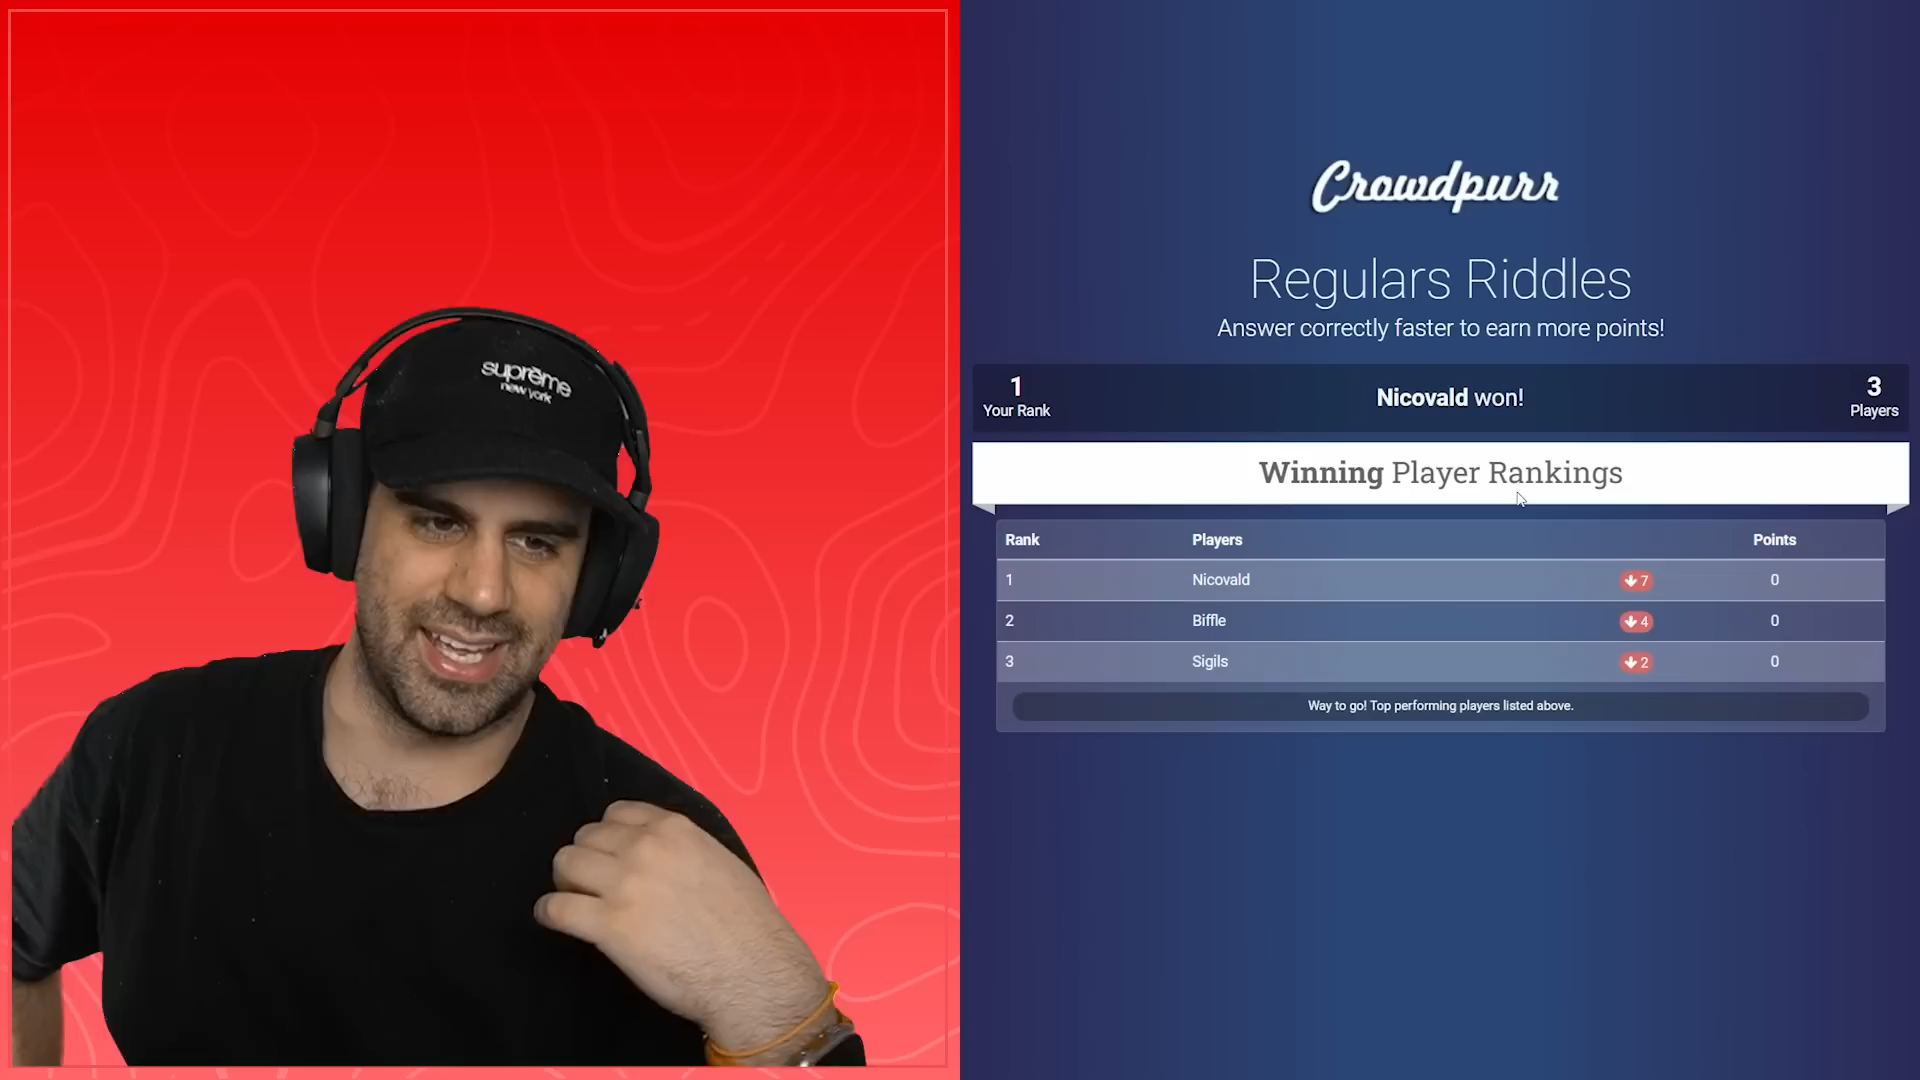 suprēme
new york
Crowdpurr
Regulars Riddles
Answer correctly faster to earn more points!
1
Your Rank
Nicovald won!
3
Players
Winning Player Rankings
Rank Players Points
1 Nicovald 7 0
2 Biffle 4 0
3 Sigils 2 0
Way to go! Top performing players listed above.